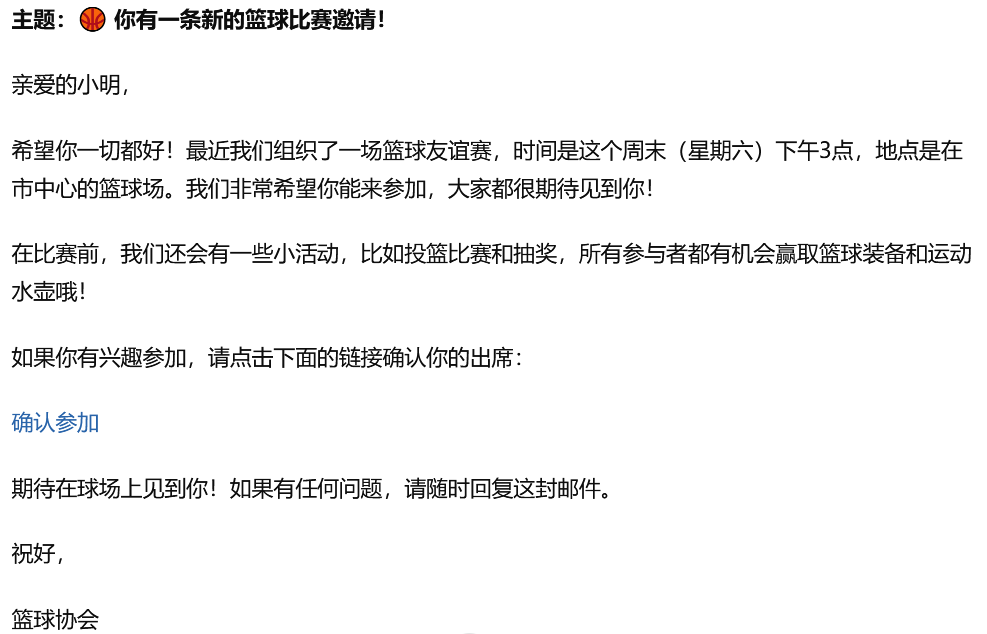 主题：🏀 你有一条新的篮球比赛邀请！
亲爱的小明，
希望你一切都好！最近我们组织了一场篮球友谊赛，时间是这个周末（星期六）下午3点，地点是在
市中心的篮球场。我们非常希望你能来参加，大家都很期待见到你！
在比赛前，我们还会有一些小活动，比如投篮比赛和抽奖，所有参与者都有机会赢取篮球装备和运动
水壶哦！
如果你有兴趣参加，请点击下面的链接确认你的出席：
确认参加
期待在球场上见到你！如果有任何问题，请随时回复这封邮件。
祝好，
篮球协会